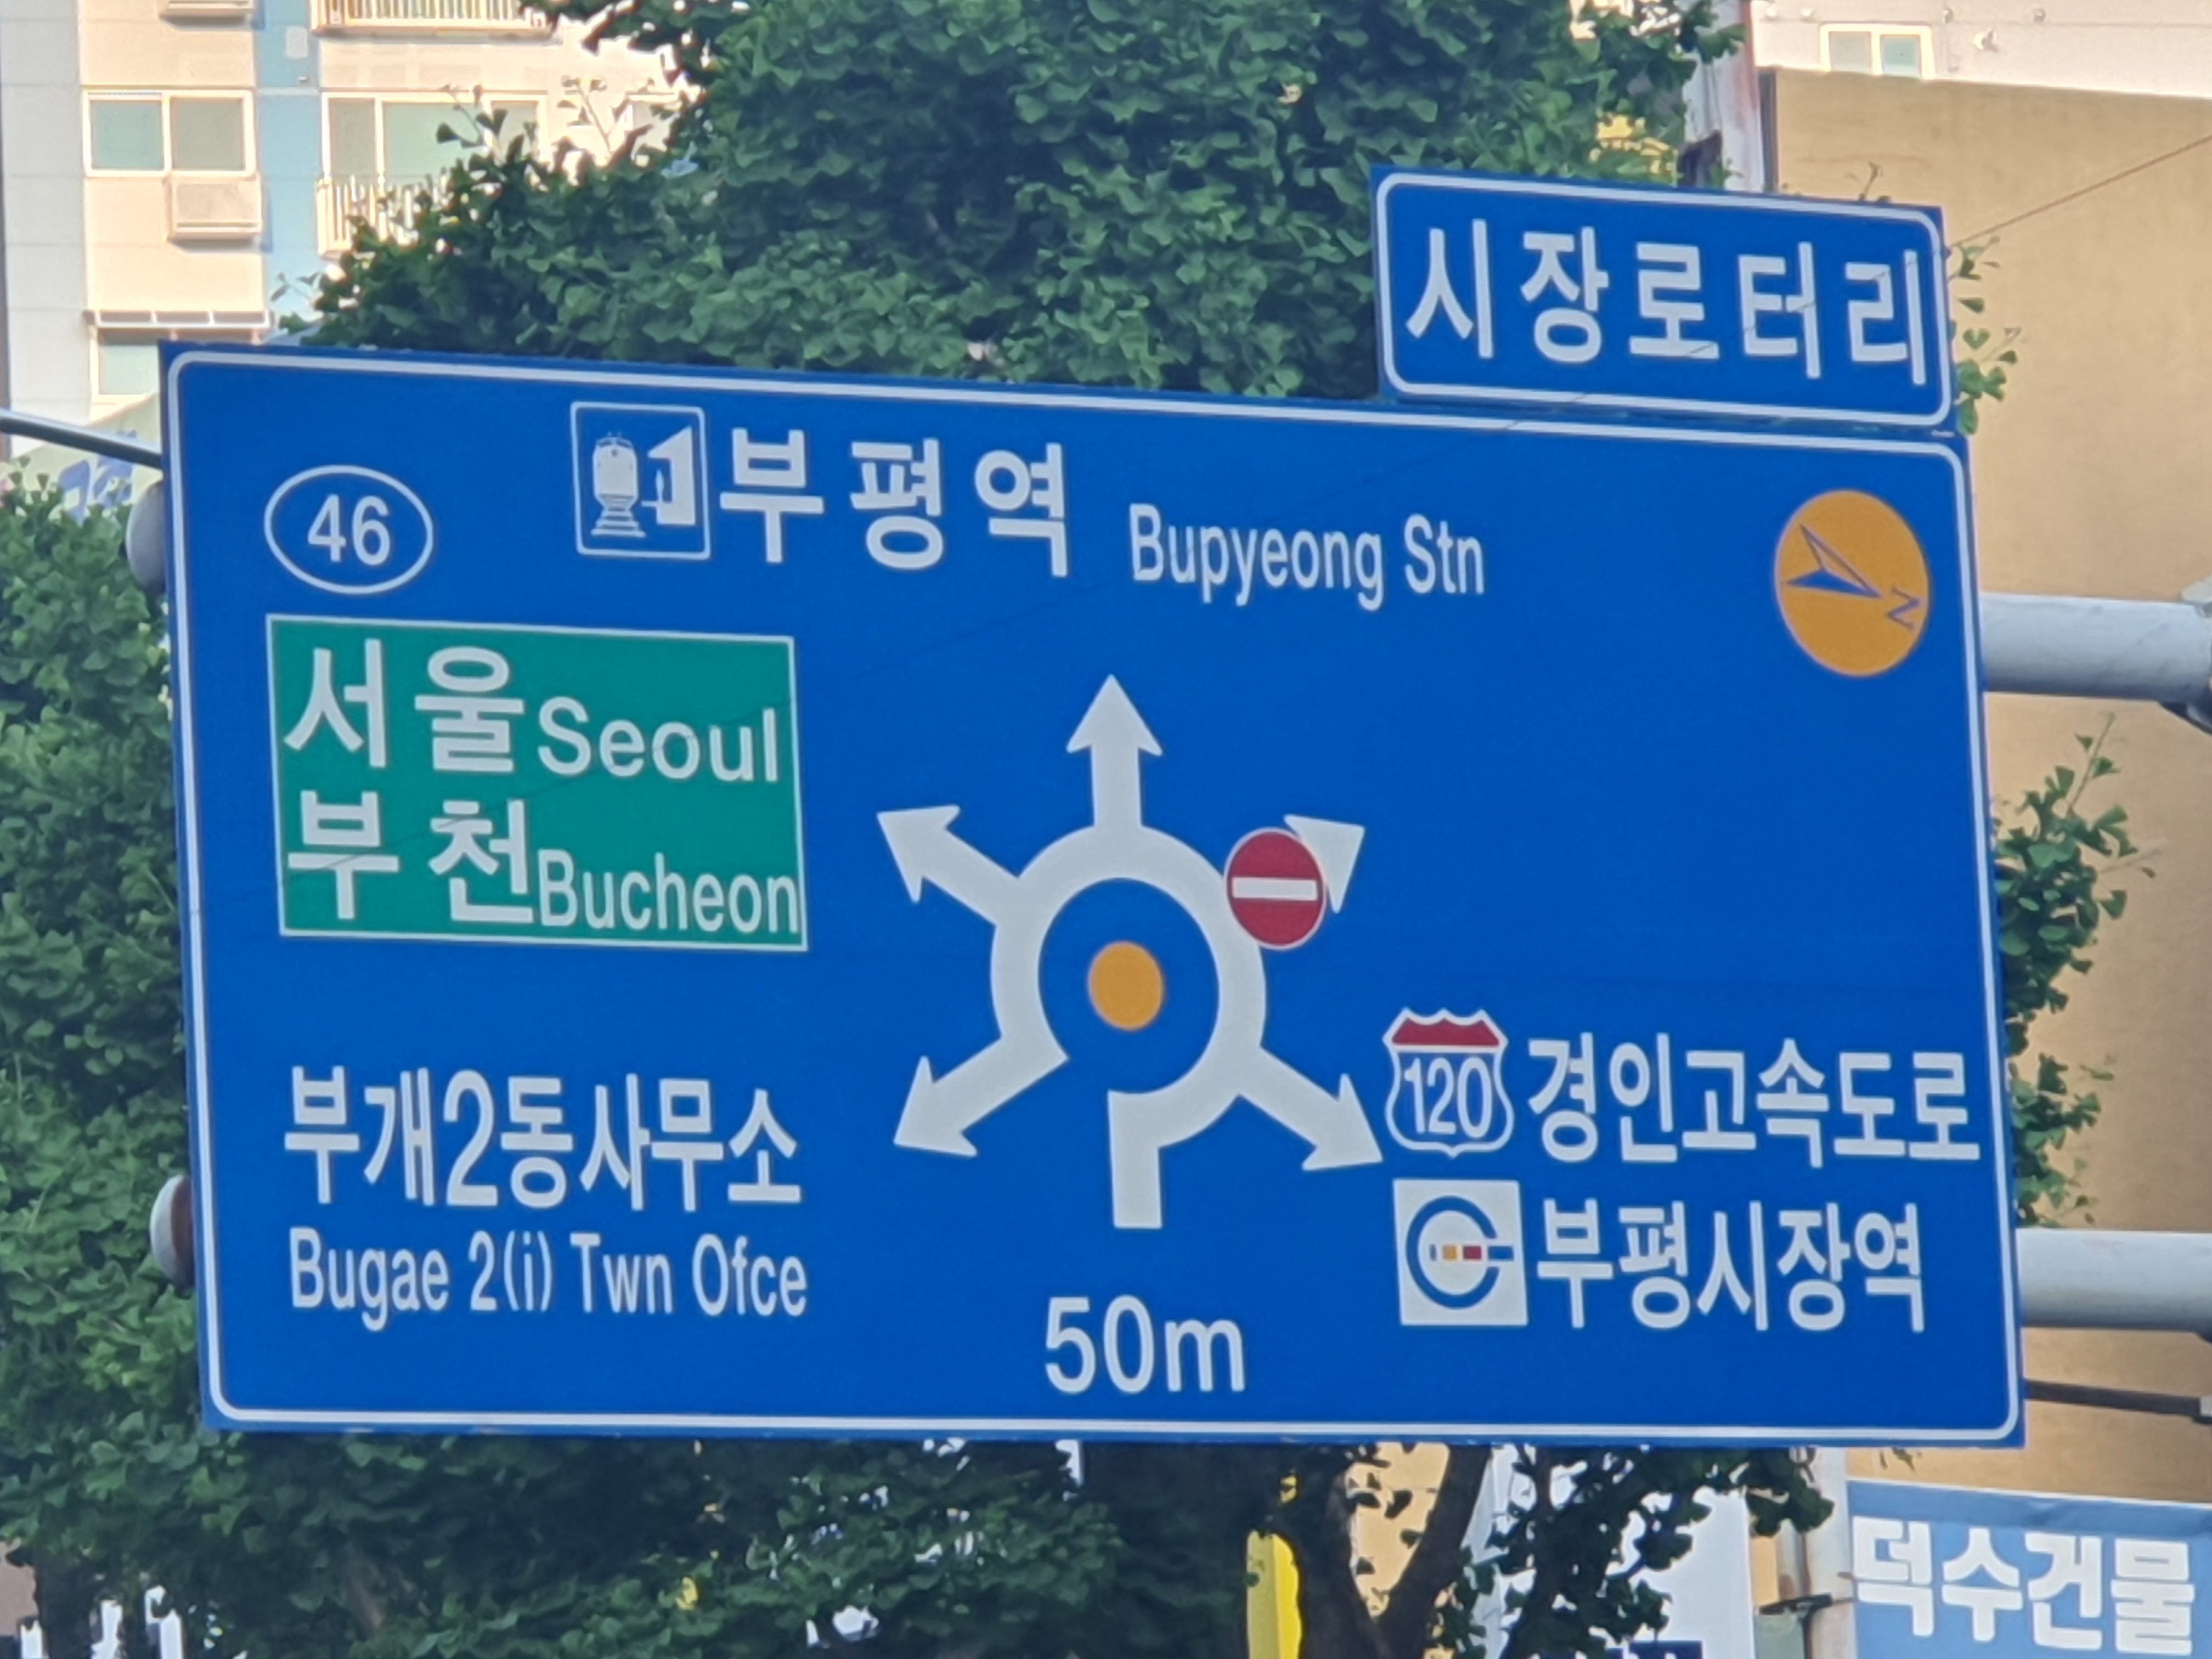 시장로터리
46
부평역 Bupyeong Stn
N
서울 Seoul
부천 Bucheon
120 경인고속도로
부평시장역
부개2동사무소
Bugae 2(i) Twn Ofce
50m
덕수건물